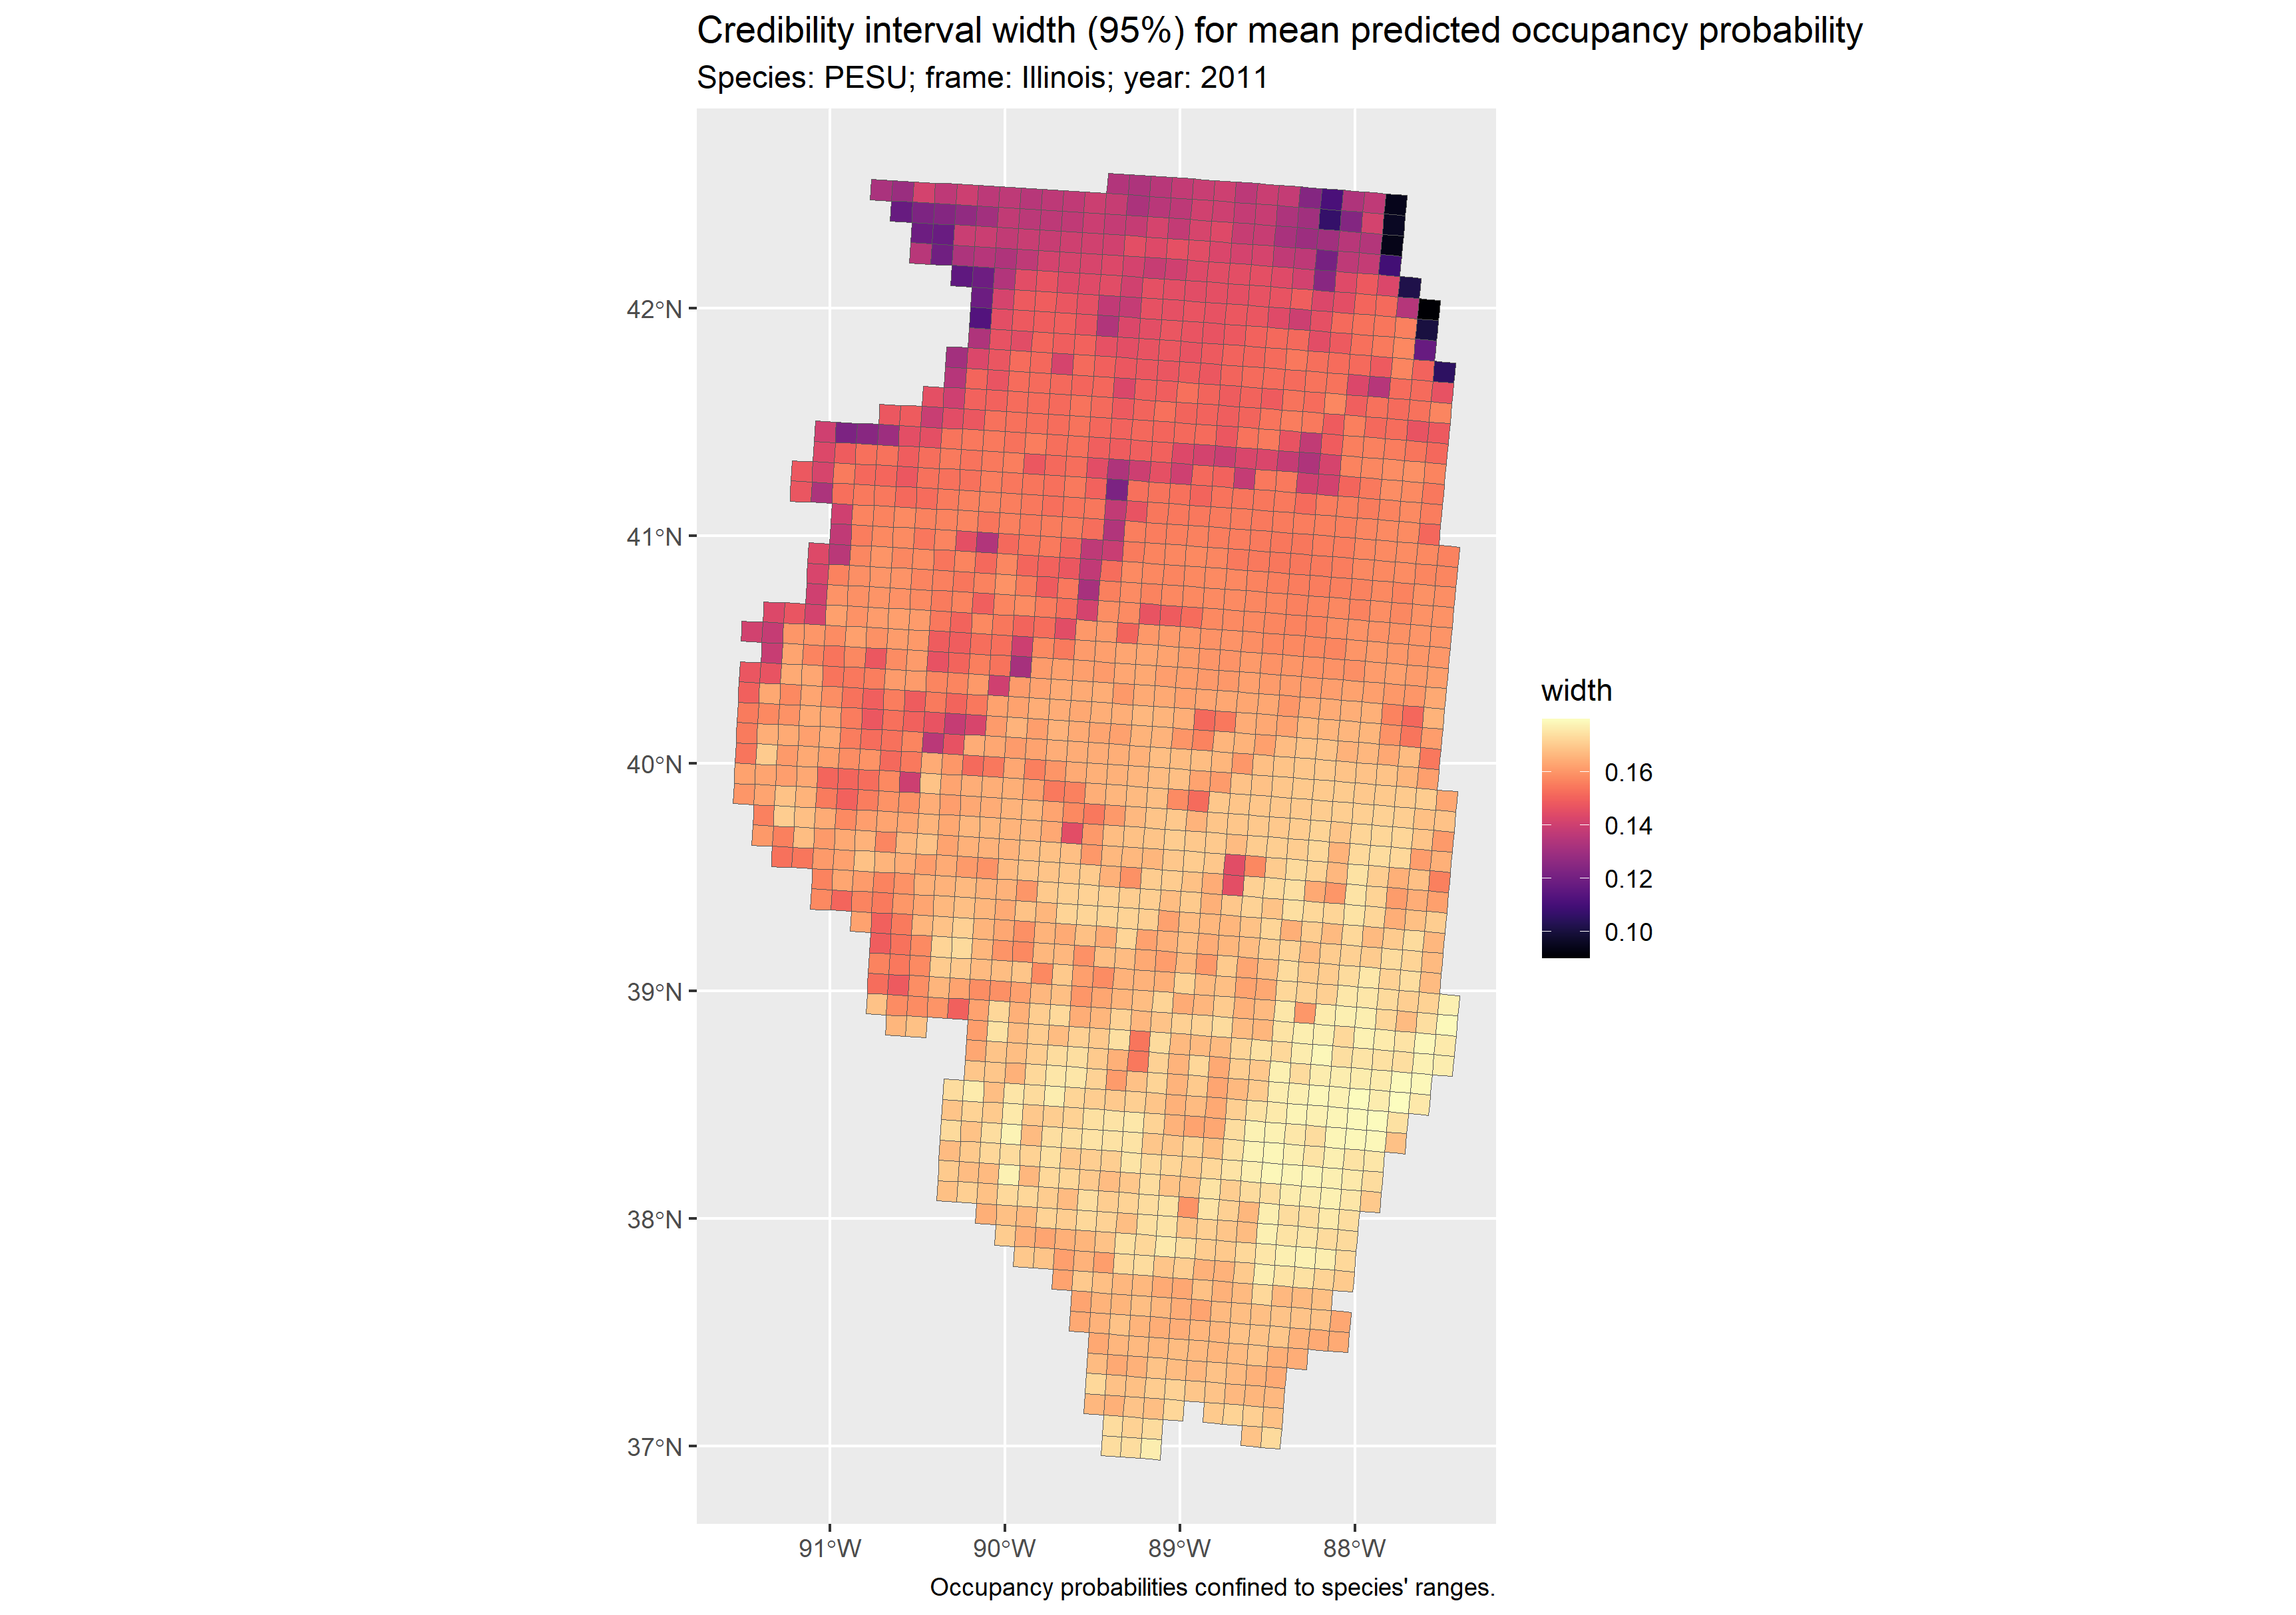 Credibility interval width (95%) for mean predicted occupancy probability
Species: PESU; frame: Illinois; year: 2011
42°N
41°N
40°N
39°N
38°N
37°N
91°W
90°W
89°W
88°W
width
0.16
0.14
0.12
0.10
Occupancy probabilities confined to species' ranges.